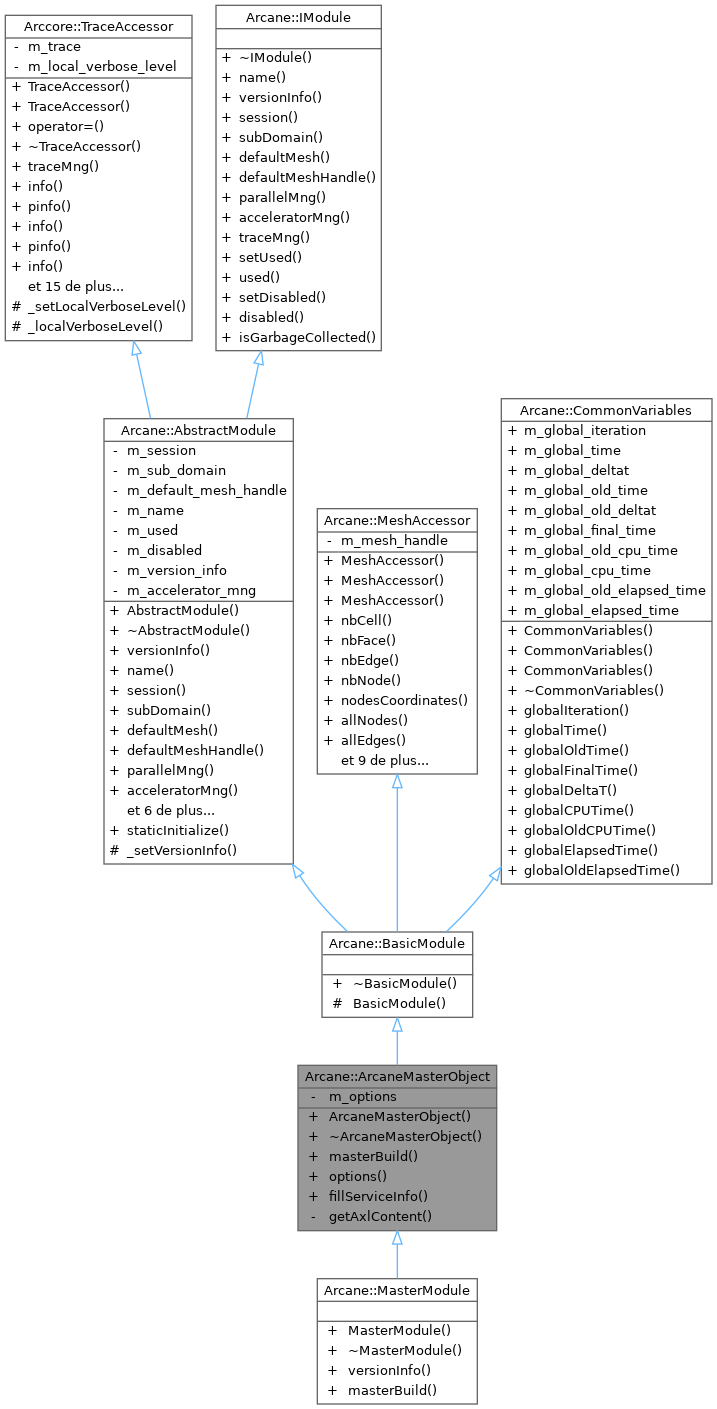 Arccore::TraceAccessor
- m_trace
- m_local_verbose_level
+ TraceAccessor()
+ TraceAccessor()
+ operator=()
+ ~TraceAccessor()
+ traceMng()
+ info()
+ pinfo()
+ info()
+ pinfo()
+ info()
et 15 de plus...
# _setLocalVerboseLevel()
# _localVerboseLevel()
Arcane::IModule
+ ~IModule()
+ name()
+ versionInfo()
+ session()
+ subDomain()
+ defaultMesh()
+ defaultMeshHandle()
+ parallelMng()
+ acceleratorMng()
+ traceMng()
+ setUsed()
+ used()
+ setDisabled()
+ disabled()
+ isGarbageCollected()
Arcane::AbstractModule
- m_session
- m_sub_domain
- m_default_mesh_handle
- m_name
- m_used
- m_disabled
- m_version_info
- m_accelerator_mng
+ AbstractModule()
+ ~AbstractModule()
+ versionInfo()
+ name()
+ session()
+ subDomain()
+ defaultMesh()
+ defaultMeshHandle()
+ parallelMng()
+ acceleratorMng()
et 6 de plus...
+ staticInitialize()
# _setVersionInfo()
Arcane::MeshAccessor
- m_mesh_handle
+ MeshAccessor()
+ MeshAccessor()
+ MeshAccessor()
+ nbCell()
+ nbFace()
+ nbEdge()
+ nbNode()
+ nodesCoordinates()
+ allNodes()
+ allEdges()
et 9 de plus...
Arcane::CommonVariables
+ m_global_iteration
+ m_global_time
+ m_global_deltat
+ m_global_old_time
+ m_global_old_deltat
+ m_global_final_time
+ m_global_old_cpu_time
+ m_global_cpu_time
+ m_global_old_elapsed_time
+ m_global_elapsed_time
+ CommonVariables()
+ CommonVariables()
+ CommonVariables()
+ ~CommonVariables()
+ globalIteration()
+ globalTime()
+ globalOldTime()
+ globalFinalTime()
+ globalDeltaT()
+ globalCPUTime()
+ globalOldCPUTime()
+ globalElapsedTime()
+ globalOldElapsedTime()
Arcane::BasicModule
+ ~BasicModule()
# BasicModule()
Arcane::ArcaneMasterObject
- m_options
+ ArcaneMasterObject()
+ ~ArcaneMasterObject()
+ masterBuild()
+ options()
+ fillServiceInfo()
- getAxlContent()
Arcane::MasterModule
+ MasterModule()
+ ~MasterModule()
+ versionInfo()
+ masterBuild()